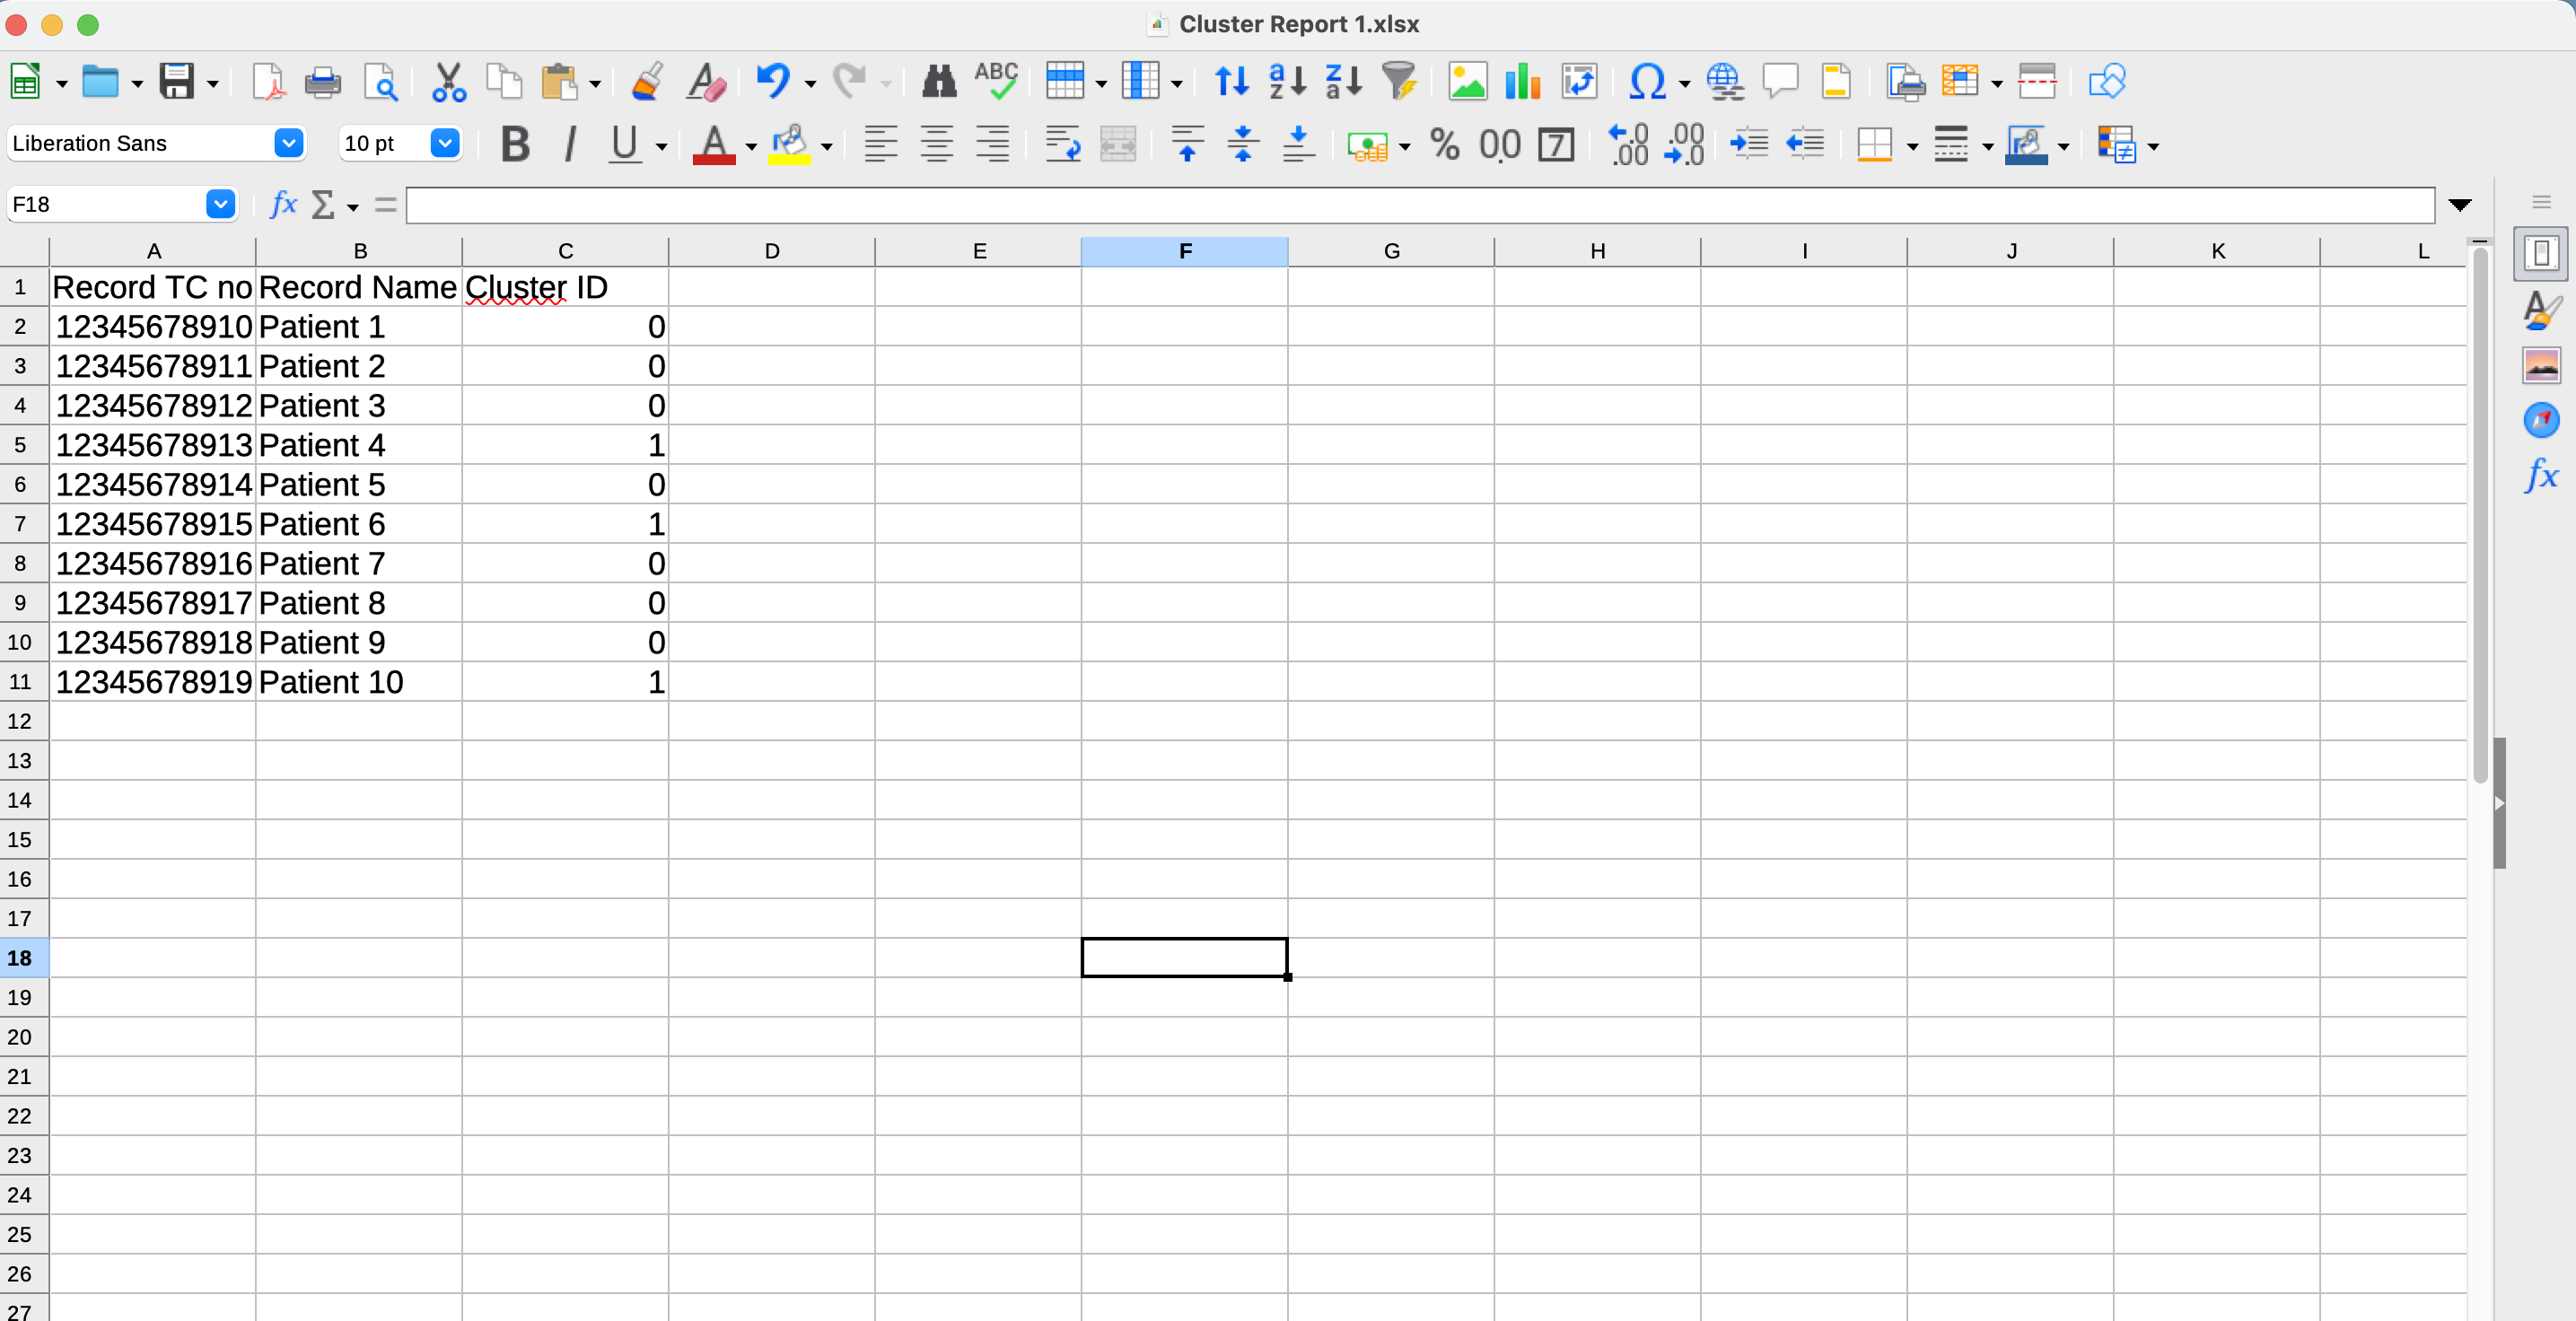 Cluster Report 1.xlsx
ABC
Liberation Sans
10 pt
F18
A B C D E F G H I J K L
1 Record TC no Record Name Cluster ID
2 12345678910 Patient 1 0
3 12345678911 Patient 2 0
4 12345678912 Patient 3 0
5 12345678913 Patient 4 1
6 12345678914 Patient 5 0
7 12345678915 Patient 6 1
8 12345678916 Patient 7 0
9 12345678917 Patient 8 0
10 12345678918 Patient 9 0
11 12345678919 Patient 10 1
12
13
14
15
16
17
18
19
20
21
22
23
24
25
26
27